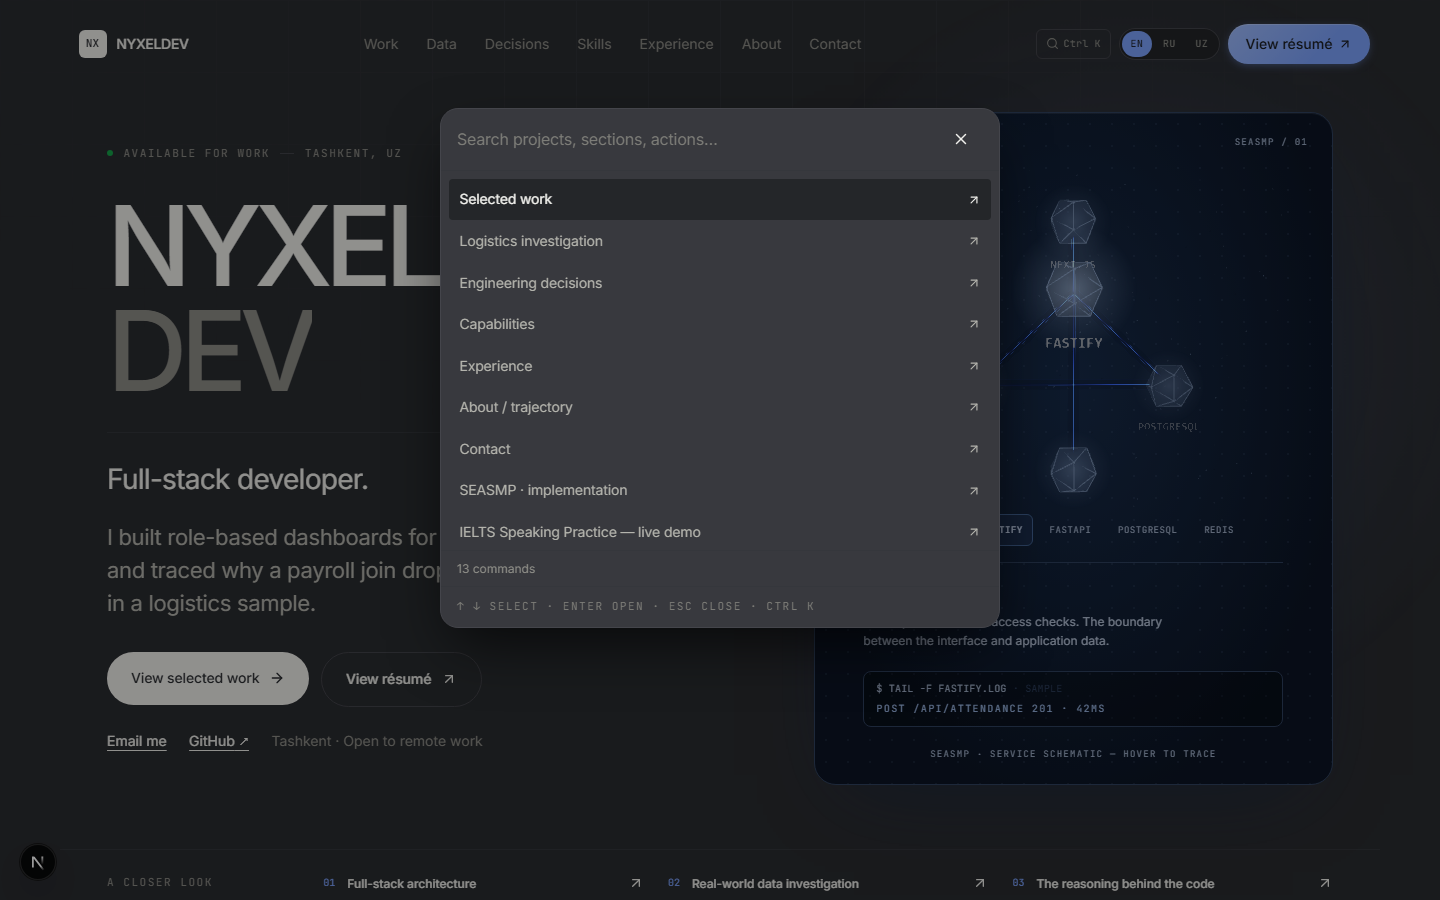 NX NYXELDEV
Work Data Decisions Skills Experience About Contact
Ctrl K
EN RU UZ
View résumé
AVAILABLE FOR WORK — TASHKENT, UZ
NYXEL
DEV
Full-stack developer.
I built role-based dashboards for
and traced why a payroll join
in a logistics sample.
View selected work
View résumé
Email me GitHub ↗ Tashkent · Open to remote work
Search projects, sections, actions...
Selected work
Logistics investigation
Engineering decisions
Capabilities
Experience
About / trajectory
Contact
SEASMP · implementation
IELTS Speaking Practice — live demo
13 commands
↑ ↓ SELECT · ENTER OPEN · ESC CLOSE · CTRL K
SEASMP / 01
NEXT.JS
FASTIFY
POSTGRESQL
FASTAPI POSTGRESQL REDIS
access checks. The boundary
between the interface and application data.
$ TAIL -F FASTIFY.LOG · SAMPLE
POST /API/ATTENDANCE 201 · 42MS
SEASMP · SERVICE SCHEMATIC — HOVER TO TRACE
N
A CLOSER LOOK
01 Full-stack architecture
02 Real-world data investigation
03 The reasoning behind the code